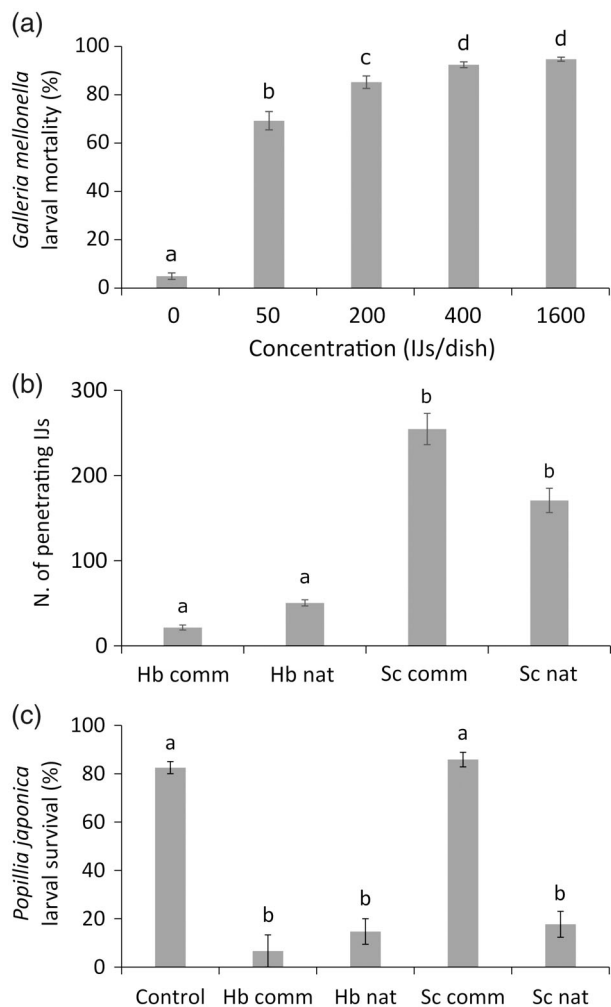 (a)
Galleria mellonella
larval mortality (%)
100
80
60
40
20
0
a
b
c
d
d
0 50 200 400 1600
Concentration (IJs/dish)
(b)
N. of penetrating IJs
300
200
100
0
a
a
b
b
Hb comm Hb nat Sc comm Sc nat
(c)
Popillia japonica
larval survival (%)
100
80
60
40
20
0
a
b
b
a
b
Control Hb comm Hb nat Sc comm Sc nat